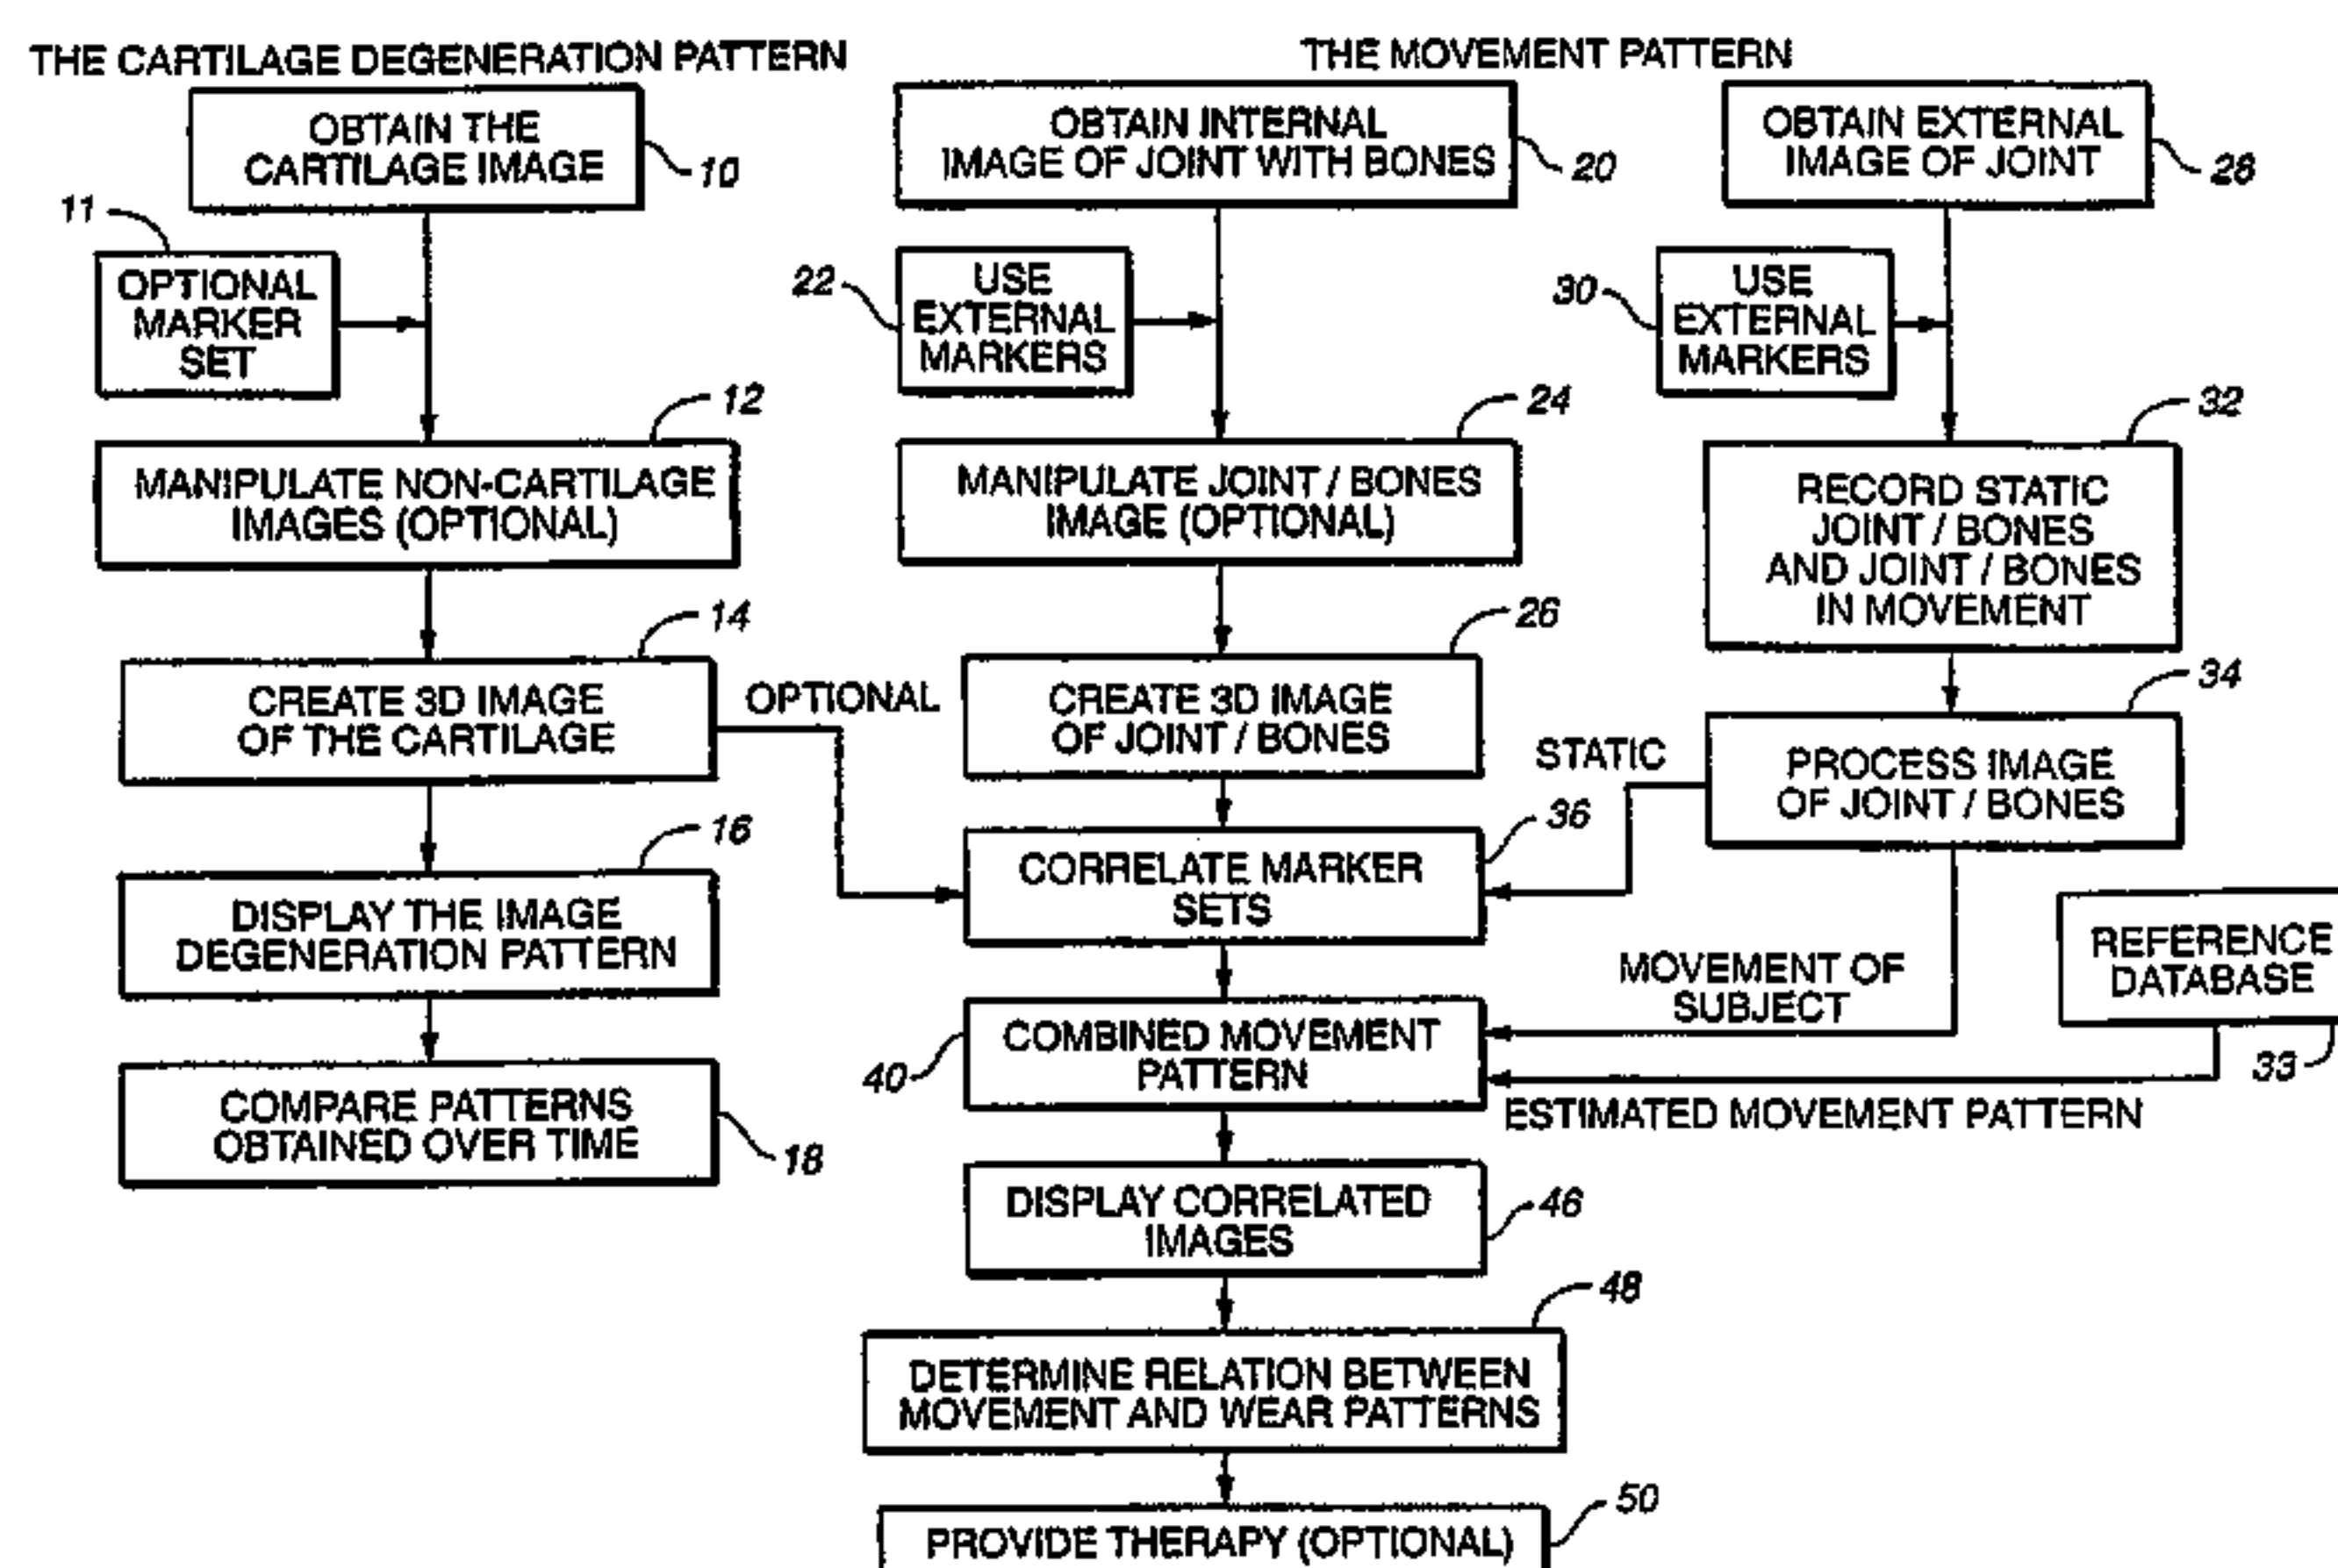 THE CARTILAGE DEGENERATION PATTERN
OBTAIN THE
CARTILAGE IMAGE
10
11
OPTIONAL
MARKER
SET
12
MANIPULATE NON-CARTILAGE
IMAGES (OPTIONAL)
14
CREATE 3D IMAGE
OF THE CARTILAGE
OPTIONAL
16
DISPLAY THE IMAGE
DEGENERATION PATTERN
COMPARE PATTERNS
OBTAINED OVER TIME
18
THE MOVEMENT PATTERN
OBTAIN INTERNAL
IMAGE OF JOINT WITH BONES
20
22
USE
EXTERNAL
MARKERS
24
MANIPULATE JOINT / BONES
IMAGE (OPTIONAL)
26
CREATE 3D IMAGE
OF JOINT / BONES
36
CORRELATE MARKER
SETS
40
COMBINED MOVEMENT
PATTERN
DISPLAY CORRELATED
IMAGES
46
48
DETERMINE RELATION BETWEEN
MOVEMENT AND WEAR PATTERNS
50
PROVIDE THERAPY (OPTIONAL)
OBTAIN EXTERNAL
IMAGE OF JOINT
28
30
USE
EXTERNAL
MARKERS
32
RECORD STATIC
JOINT / BONES
AND JOINT / BONES
IN MOVEMENT
34
PROCESS IMAGE
OF JOINT / BONES
STATIC
MOVEMENT OF
SUBJECT
REFERENCE
DATABASE
33
ESTIMATED MOVEMENT PATTERN